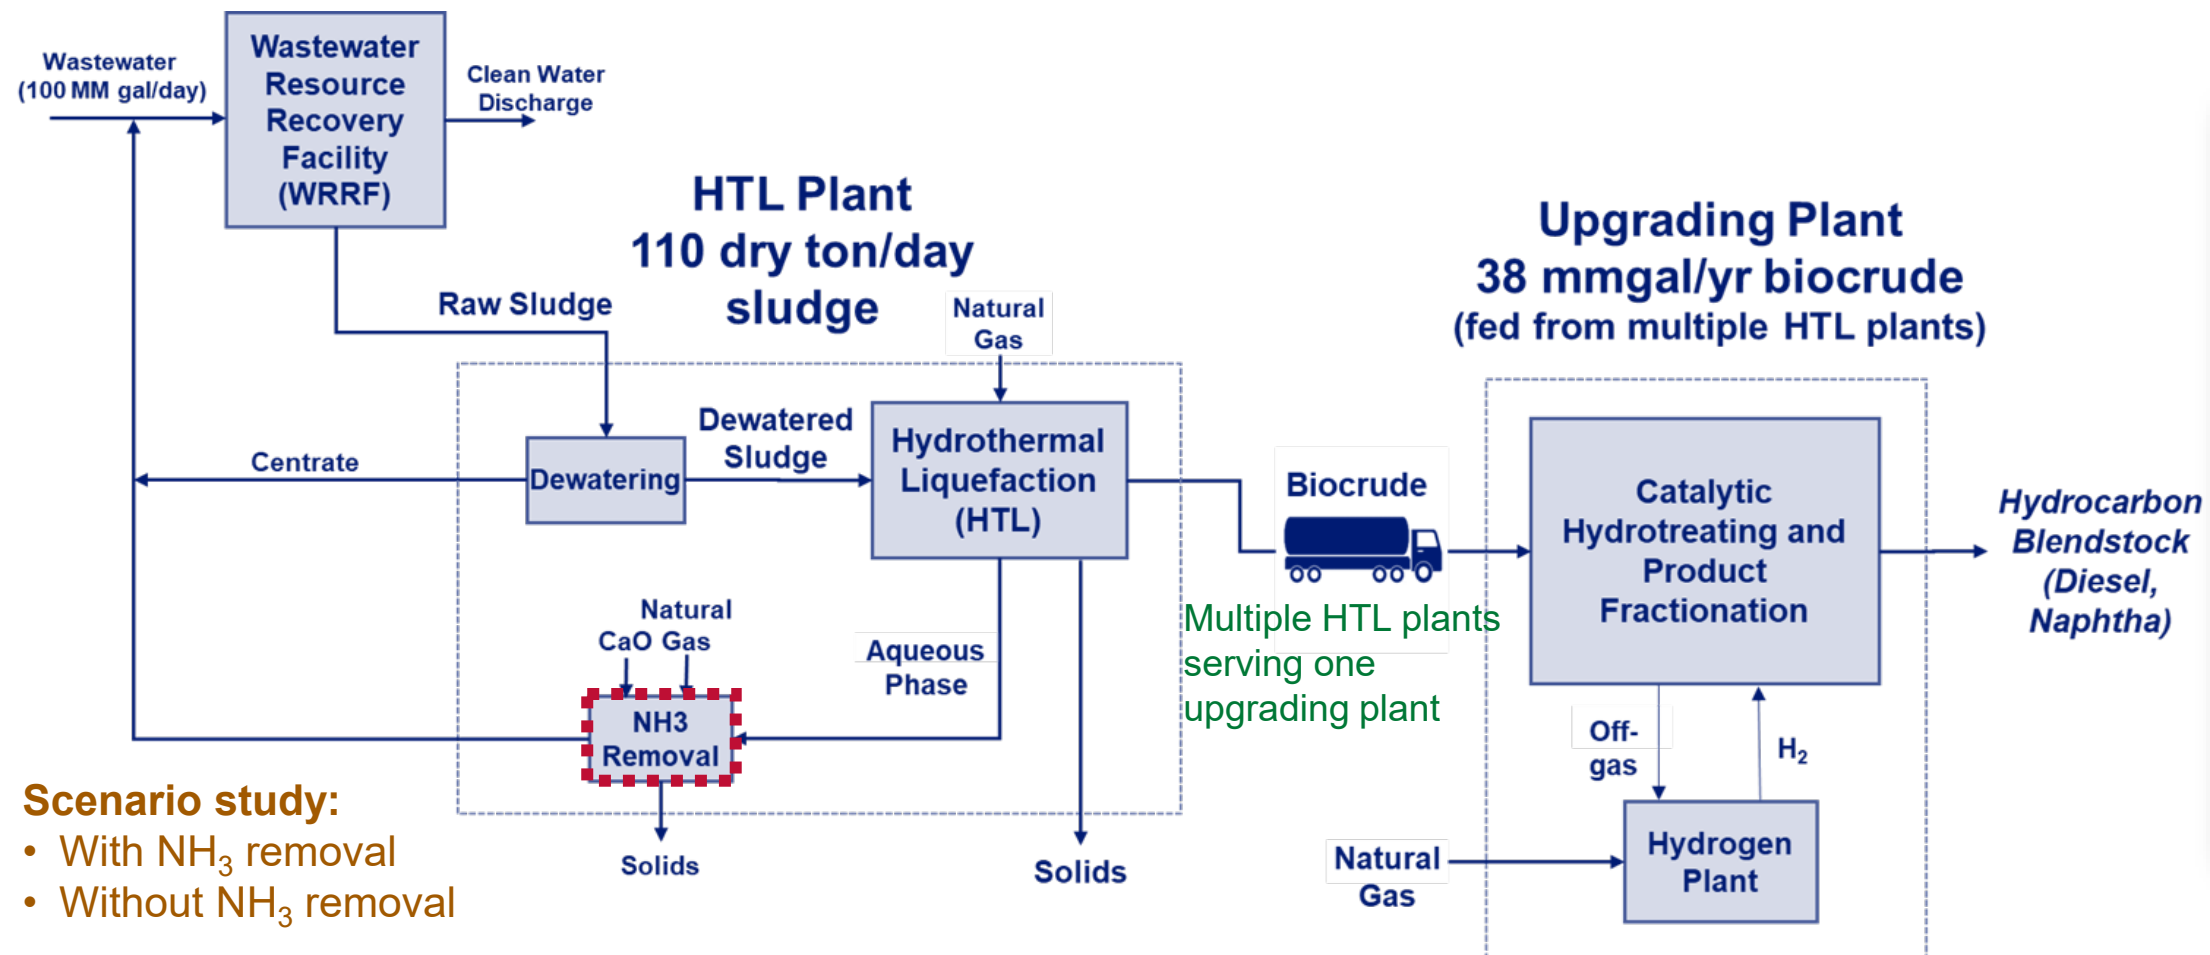 Wastewater
(100 MM gal/day)
Wastewater
Resource
Recovery
Facility
(WRRF)
Clean Water
Discharge
HTL Plant
110 dry ton/day
sludge
Upgrading Plant
38 mmgal/yr biocrude
(fed from multiple HTL plants)
Raw Sludge
Natural
Gas
Centrate
Dewatering
Dewatered
Sludge
Hydrothermal
Liquefaction
(HTL)
Biocrude
Catalytic
Hydrotreating and
Product
Fractionation
Hydrocarbon
Blendstock
(Diesel,
Naphtha)
Multiple HTL plants
serving one
upgrading plant
Natural
CaO Gas
Aqueous
Phase
NH3
Removal
Solids
Solids
Off-
gas
H₂
Natural
Gas
Hydrogen
Plant
Scenario study:
• With NH₃ removal
• Without NH₃ removal